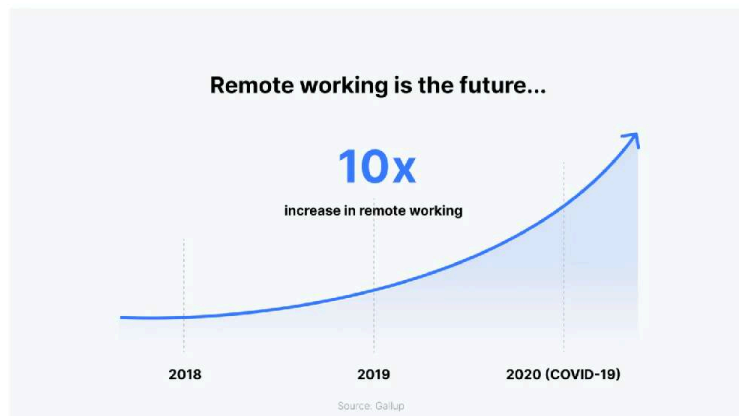 Remote working is the future...
10x
increase in remote working
2018
2019
2020 (COVID-19)
Source: Gallup